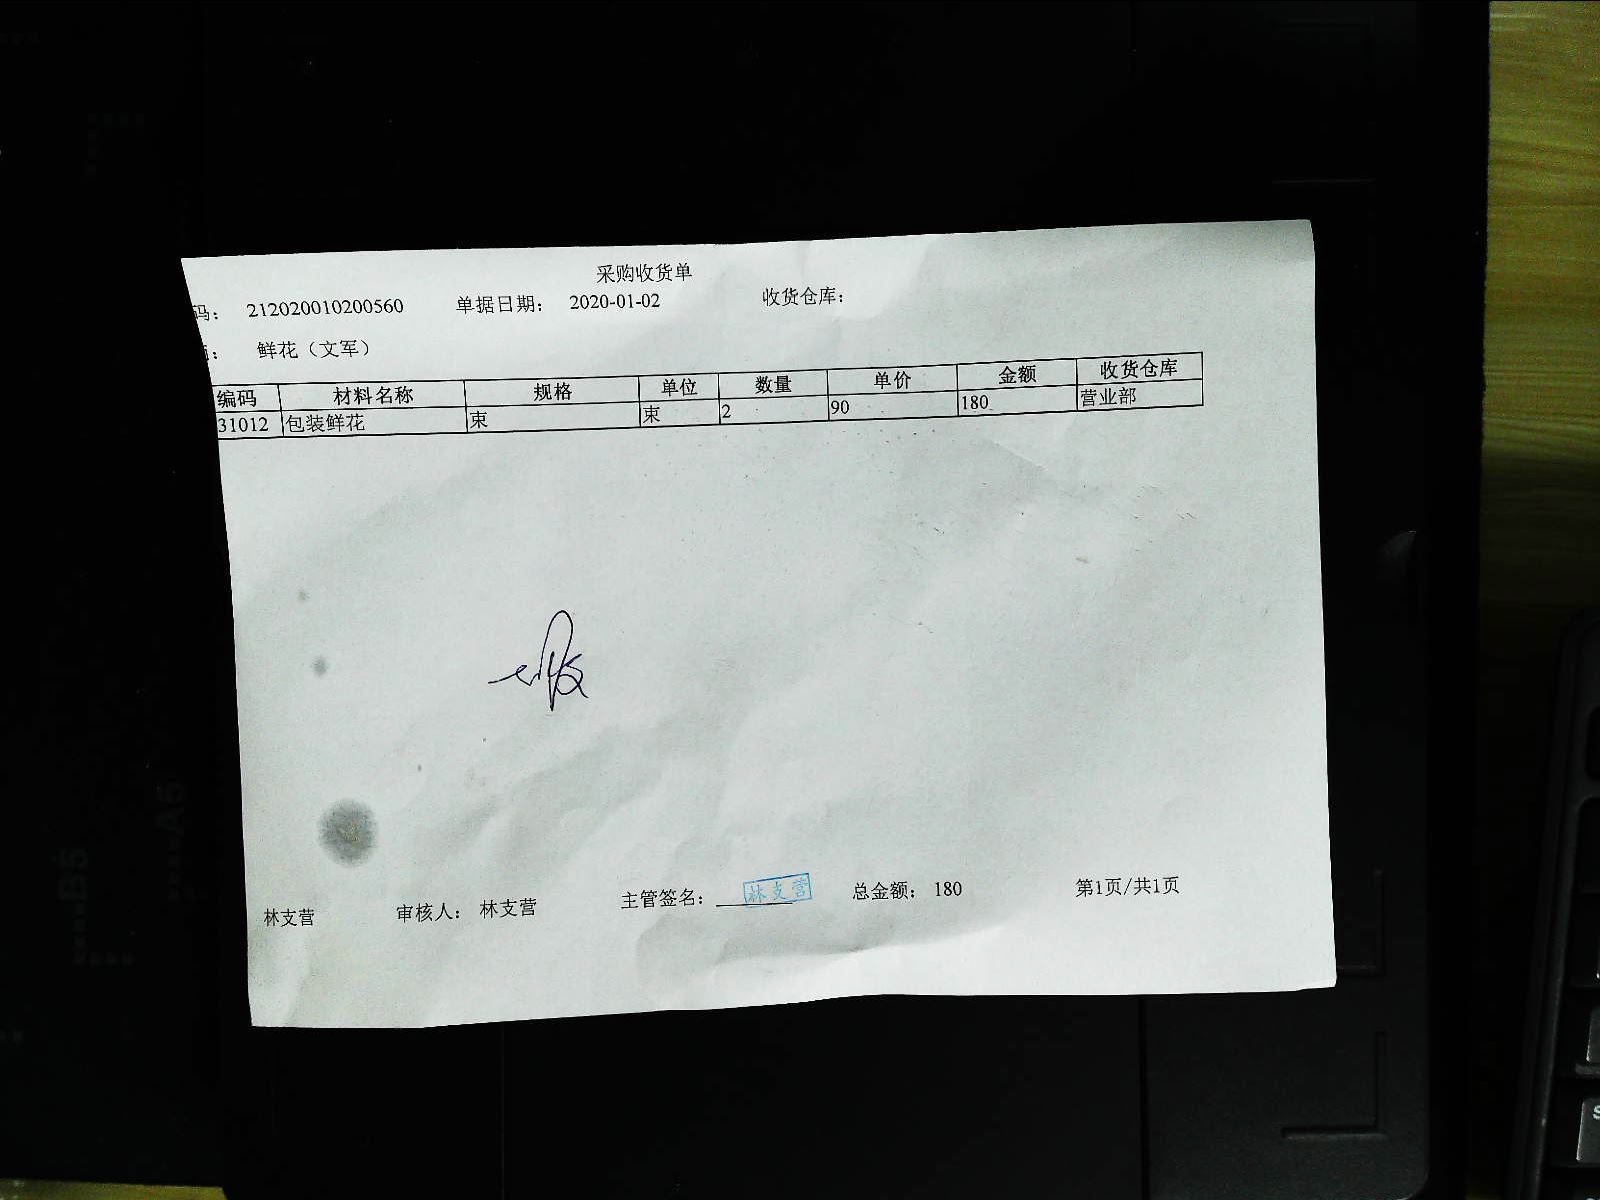 采购收货单
码： 212020010200560 单据日期： 2020-01-02 收货仓库：
： 鲜花（文军）
编码 材料名称 规格 单位 数量 单价 金额 收货仓库
31012 包装鲜花 束 束 2 90 180 营业部
林支营 审核人： 林支营 主管签名： 林支营 总金额： 180 第1页/共1页
B5
A5